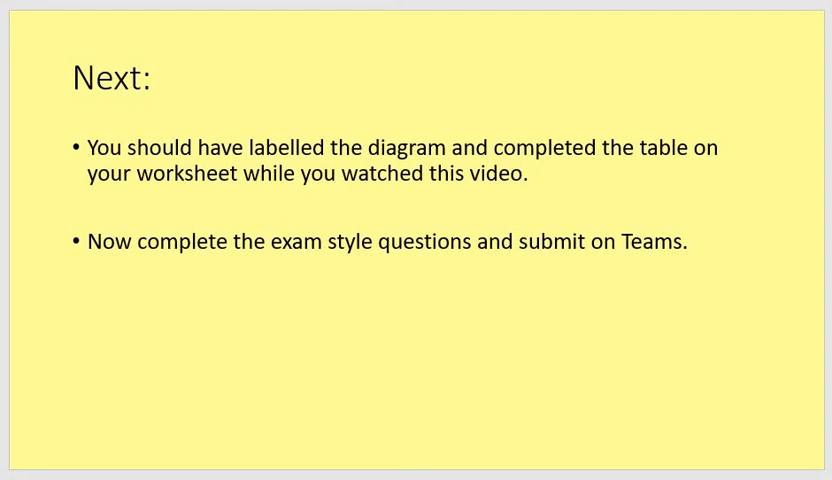 Next:
• You should have labelled the diagram and completed the table on
your worksheet while you watched this video.
• Now complete the exam style questions and submit on Teams.